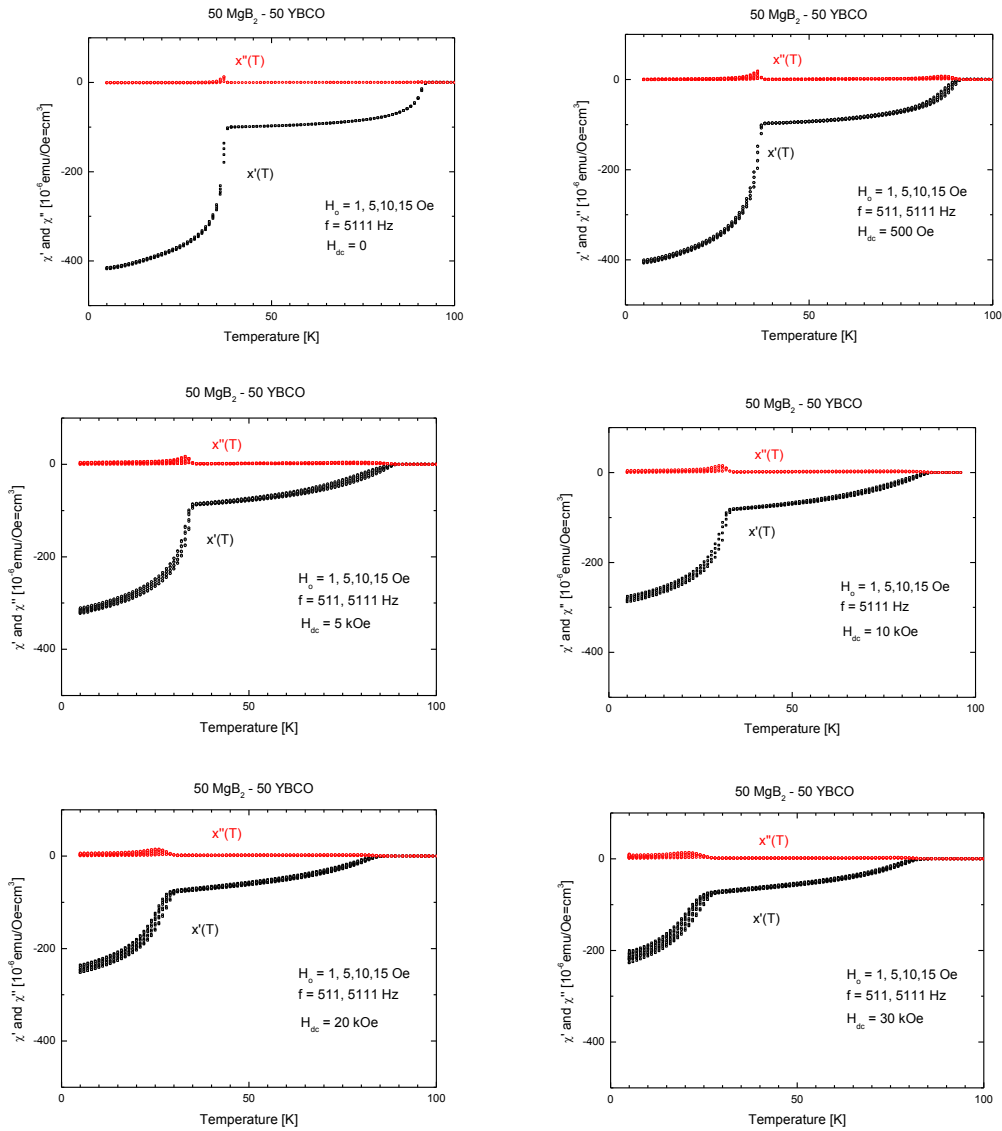 50 MgB₂ - 50 YBCO
x''(T)
0
-200
-400
χ' and χ'' [10⁻⁶emu/Oe=cm³]
x'(T)
Hₒ = 1, 5,10,15 Oe
f = 5111 Hz
H_dc = 0
0 50 100
Temperature [K]
50 MgB₂ - 50 YBCO
x''(T)
0
-200
-400
χ' and χ'' [10⁻⁶emu/Oe=cm³]
x'(T)
Hₒ = 1, 5,10,15 Oe
f = 511, 5111 Hz
H_dc = 500 Oe
0 50 100
Temperature [K]
50 MgB₂ - 50 YBCO
x''(T)
0
-200
-400
χ' and χ'' [10⁻⁶emu/Oe=cm³]
x'(T)
Hₒ = 1, 5,10,15 Oe
f = 511, 5111 Hz
H_dc = 5 kOe
0 50 100
Temperature [K]
50 MgB₂ - 50 YBCO
x''(T)
0
-200
-400
χ' and χ'' [10⁻⁶emu/Oe=cm³]
x'(T)
Hₒ = 1, 5,10,15 Oe
f = 5111 Hz
H_dc = 10 kOe
0 50 100
Temperature [K]
50 MgB₂ - 50 YBCO
x''(T)
0
-200
-400
χ' and χ'' [10⁻⁶emu/Oe=cm³]
x'(T)
Hₒ = 1, 5,10,15 Oe
f = 511, 5111 Hz
H_dc = 20 kOe
0 50 100
Temperature [K]
50 MgB₂ - 50 YBCO
x''(T)
0
-200
-400
χ' and χ'' [10⁻⁶emu/Oe=cm³]
x'(T)
Hₒ = 1, 5,10,15 Oe
f = 511, 5111 Hz
H_dc = 30 kOe
0 50 100
Temperature [K]